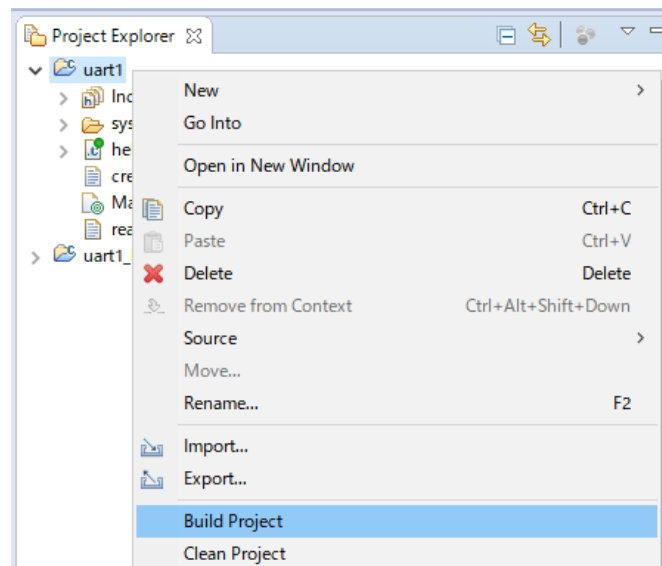 Project Explorer
uart1
Inc
sys
he
cre
Ma
rea
uart1_
New
Go Into
Open in New Window
Copy Ctrl+C
Paste Ctrl+V
Delete Delete
Remove from Context Ctrl+Alt+Shift+Down
Source
Move...
Rename... F2
Import...
Export...
Build Project
Clean Project